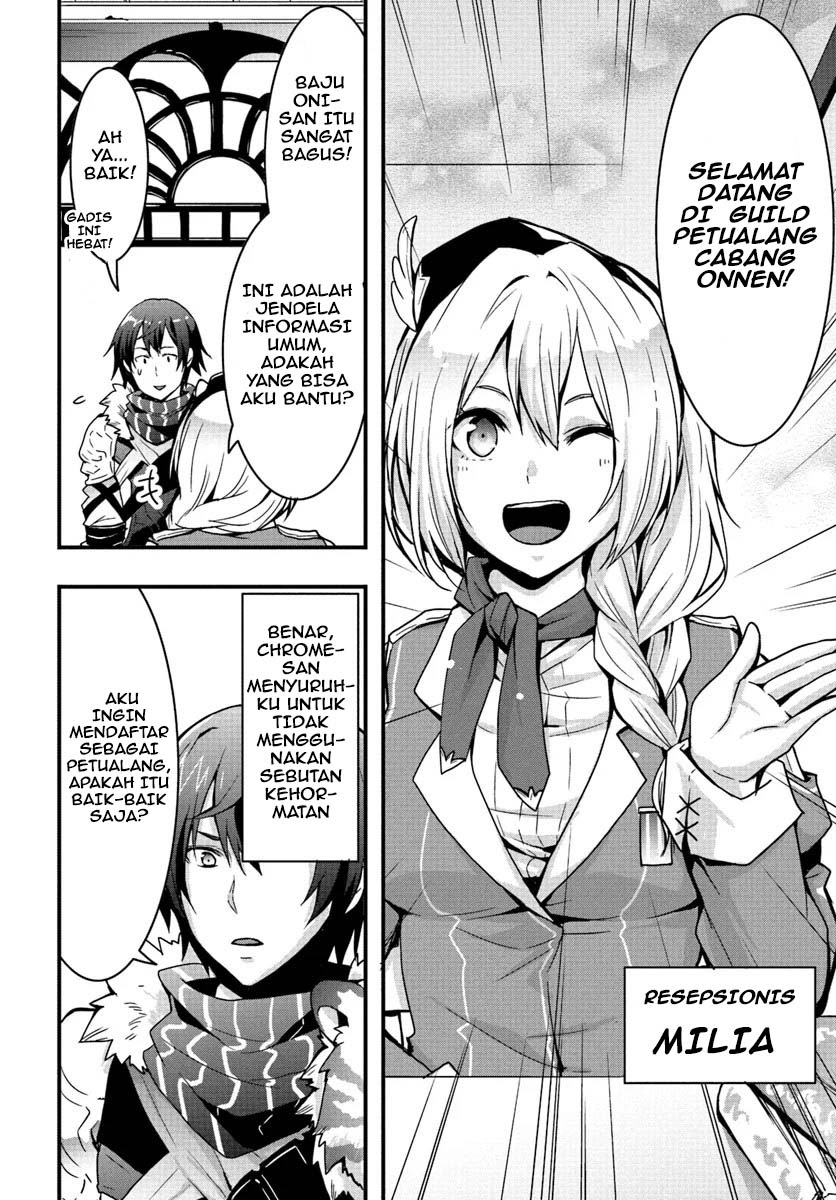 SELAMAT
DATANG
DI GUILD
PETUALANG
CABANG
ONNEN!
RESEPSIONIS
MILIA
BAJU
ONI-
SAN ITU
SANGAT
BAGUS!
INI ADALAH
JENDELA
INFORMASI
UMUM,
ADAKAH
YANG BISA
AKU BANTU?
AH
YA...
BAIK!
GADIS
INI
HEBAT!
BENAR,
CHROME-
SAN
MENYURUH-
KU UNTUK
TIDAK
MENGGU-
NAKAN
SEBUTAN
KEHOR-
MATAN
AKU
INGIN
MENDAFTAR
SEBAGAI
PETUALANG,
APAKAH ITU
BAIK-BAIK
SAJA?